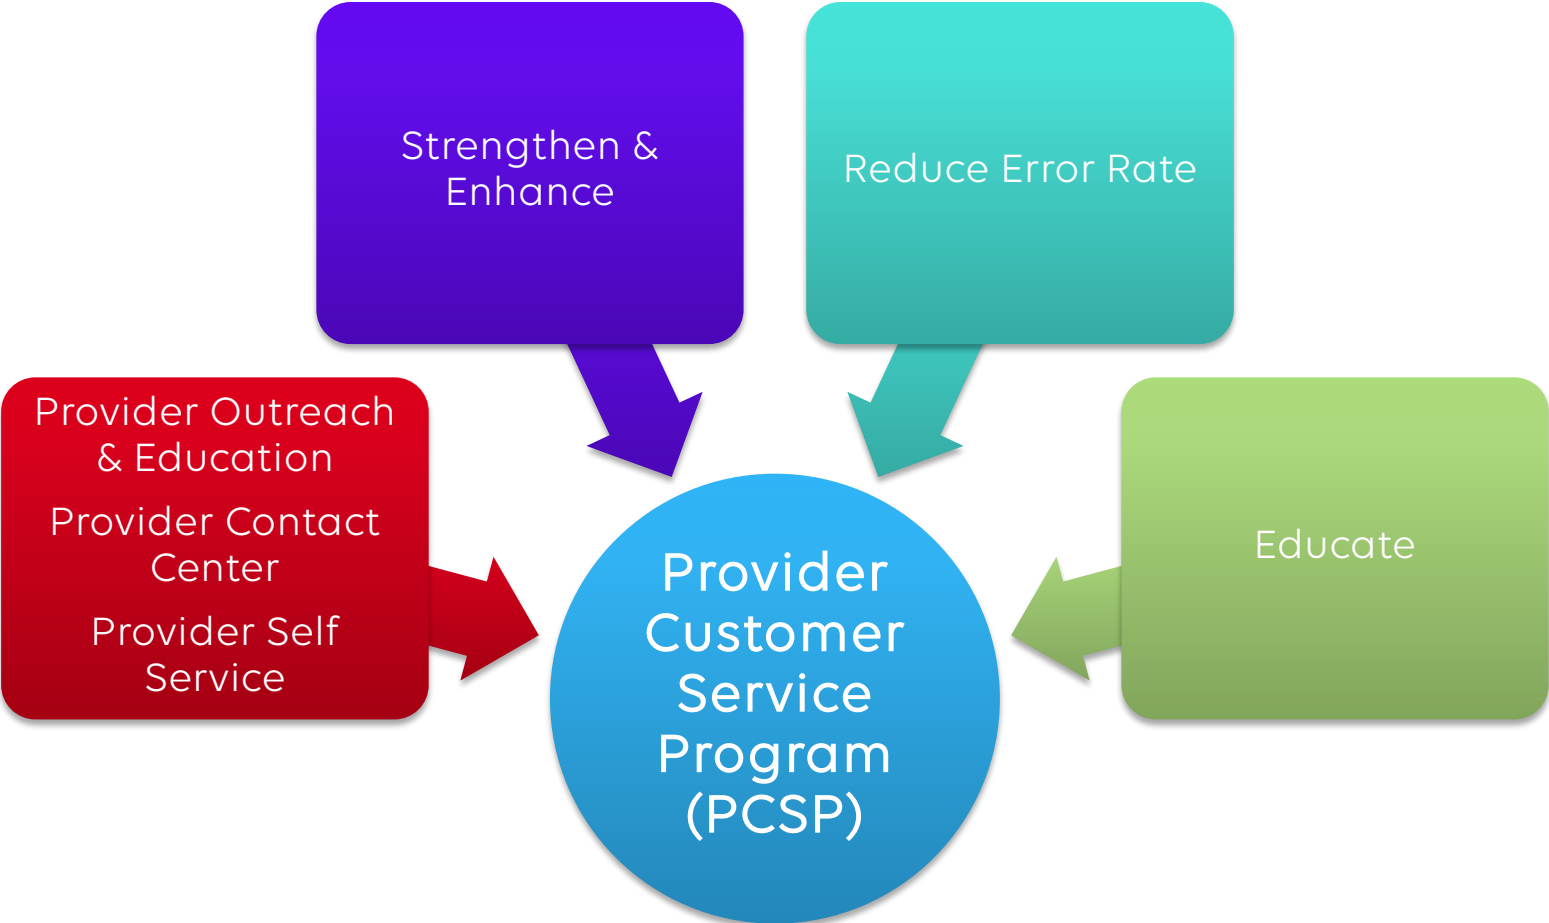 Strengthen &
Enhance
Reduce Error Rate
Provider Outreach
& Education
Provider Contact
Center
Provider Self
Service
Educate
Provider
Customer
Service
Program
(PCSP)